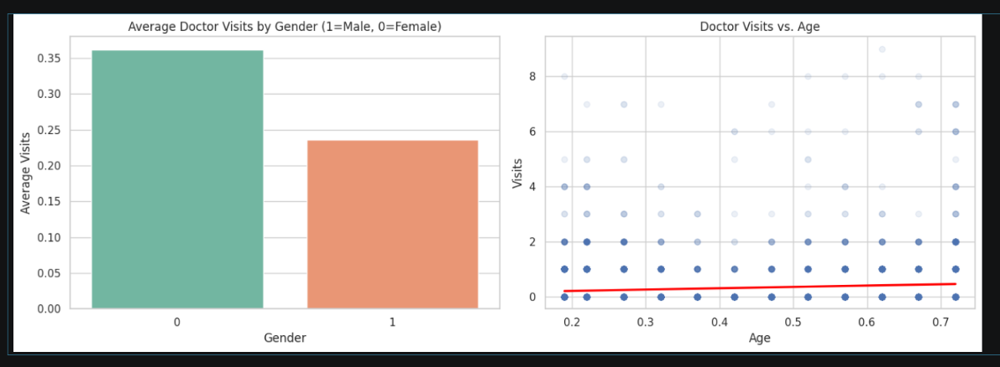 Average Doctor Visits by Gender (1=Male, 0=Female)
Average Visits
0.35
0.30
0.25
0.20
0.15
0.10
0.05
0.00
0 1
Gender
Doctor Visits vs. Age
Visits
8
6
4
2
0
0.2 0.3 0.4 0.5 0.6 0.7
Age